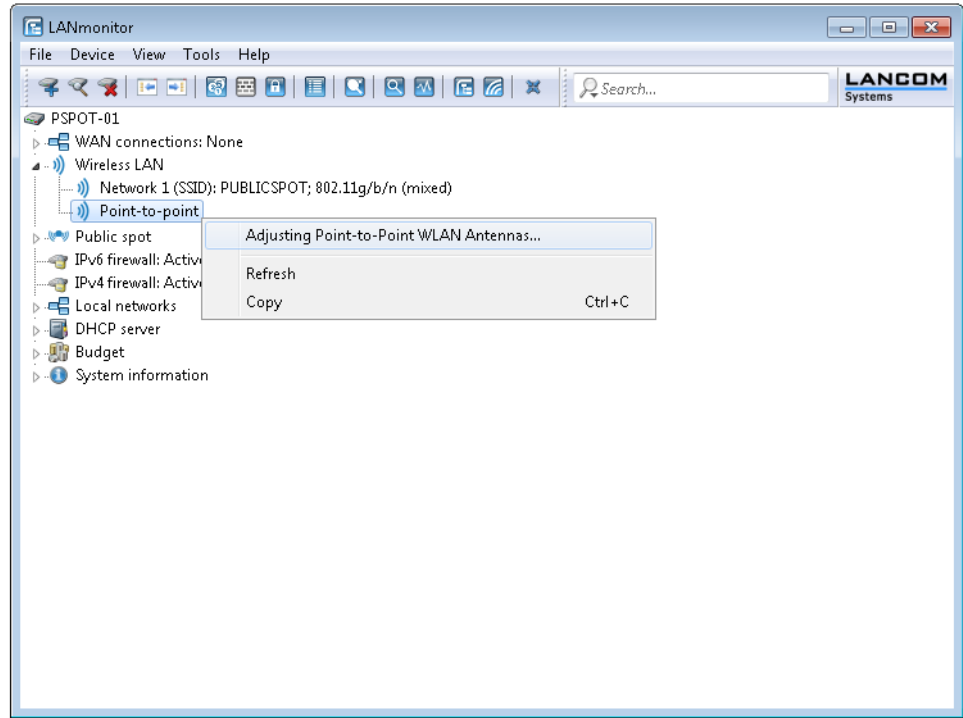 LANmonitor
File Device View Tools Help
Search...
LANCOM
Systems
PSPOT-01
WAN connections: None
Wireless LAN
Network 1 (SSID): PUBLICSPOT; 802.11g/b/n (mixed)
Point-to-point
Adjusting Point-to-Point WLAN Antennas...
Public spot
IPv6 firewall: Activ
Refresh
IPv4 firewall: Activ
Copy Ctrl+C
Local networks
DHCP server
Budget
System information